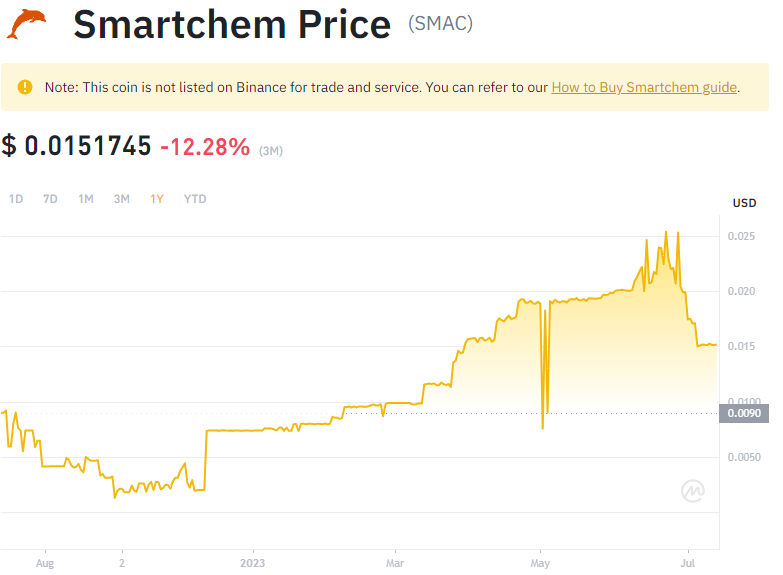 Smartchem Price (SMAC)
Note: This coin is not listed on Binance for trade and service. You can refer to our How to Buy Smartchem guide.
$ 0.0151745 -12.28% (3M)
1D 7D 1M 3M 1Y YTD
USD
0.025
0.020
0.015
0.0100
0.0090
0.0050
Aug 2 2023 Mar May Jul